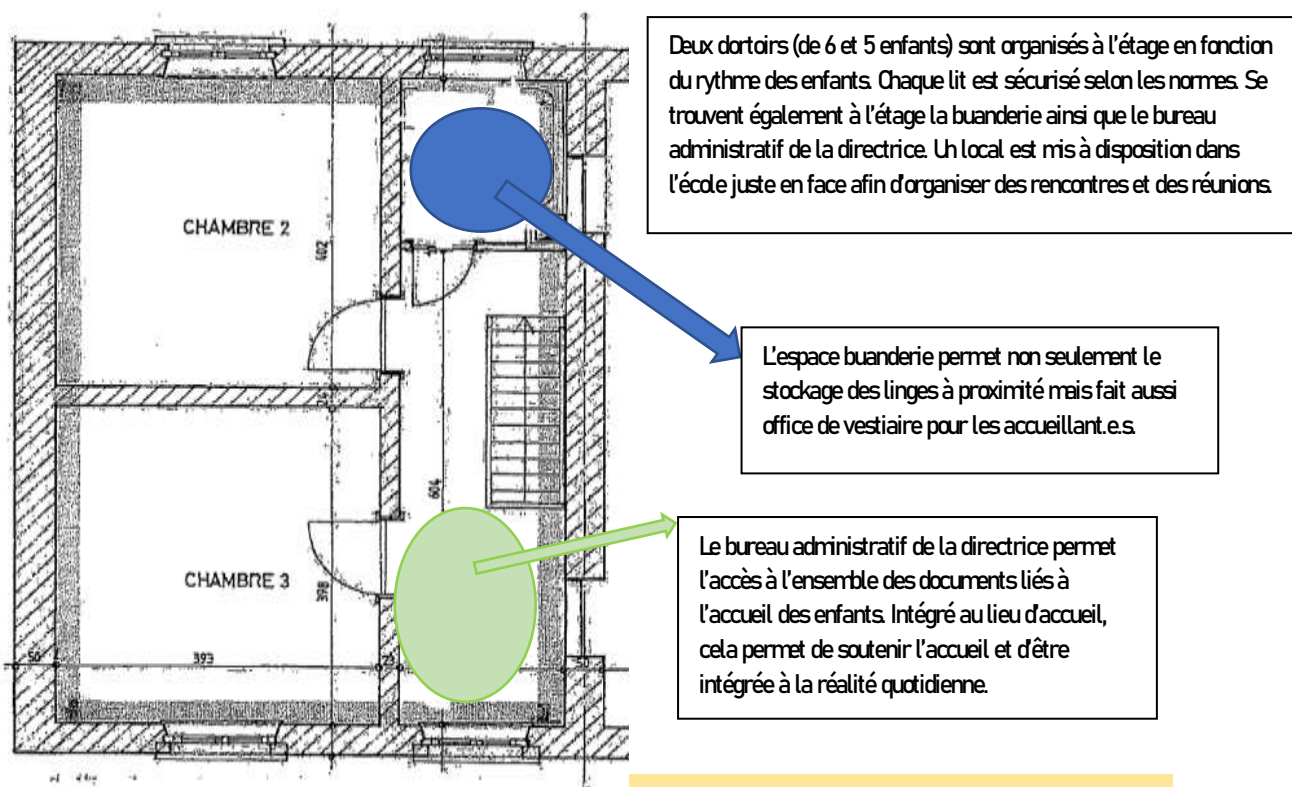 Deux dortoirs (de 6 et 5 enfants) sont organisés à l'étage en fonction
du rythme des enfants. Chaque lit est sécurisé selon les normes. Se
trouvent également à l'étage la buanderie ainsi que le bureau
administratif de la directrice. Un local est mis à disposition dans
l'école juste en face afin d'organiser des rencontres et des réunions.
CHAMBRE 2
402
L'espace buanderie permet non seulement le
stockage des linges à proximité mais fait aussi
office de vestiaire pour les accueillant.e.s.
604
Le bureau administratif de la directrice permet
l'accès à l'ensemble des documents liés à
l'accueil des enfants. Intégré au lieu d'accueil,
cela permet de soutenir l'accueil et d'être
intégrée à la réalité quotidienne.
CHAMBRE 3
398
50
393
23
50